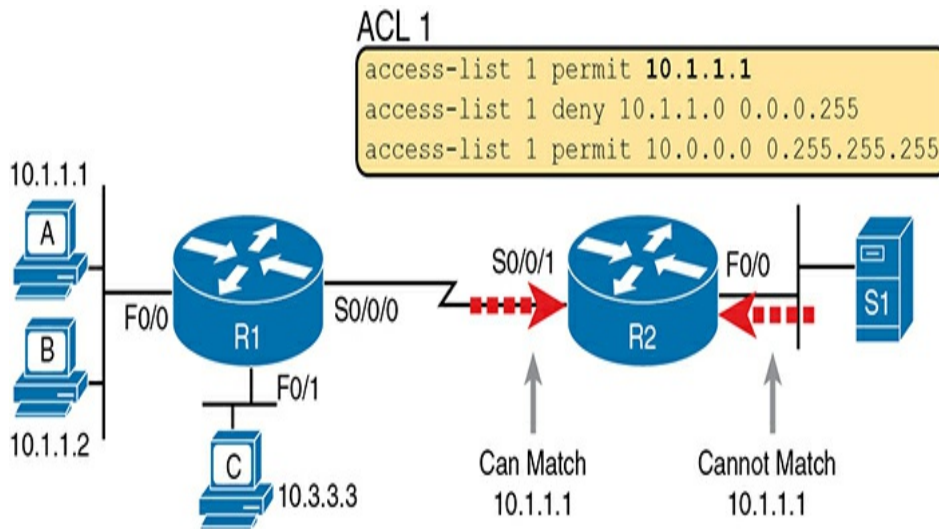 ACL 1
access-list 1 permit 10.1.1.1
access-list 1 deny 10.1.1.0 0.0.0.255
access-list 1 permit 10.0.0.0 0.255.255.255
10.1.1.1
A
F0/0
B
10.1.1.2
R1
S0/0/0
F0/1
C
10.3.3.3
S0/0/1
R2
F0/0
S1
Can Match
10.1.1.1
Cannot Match
10.1.1.1